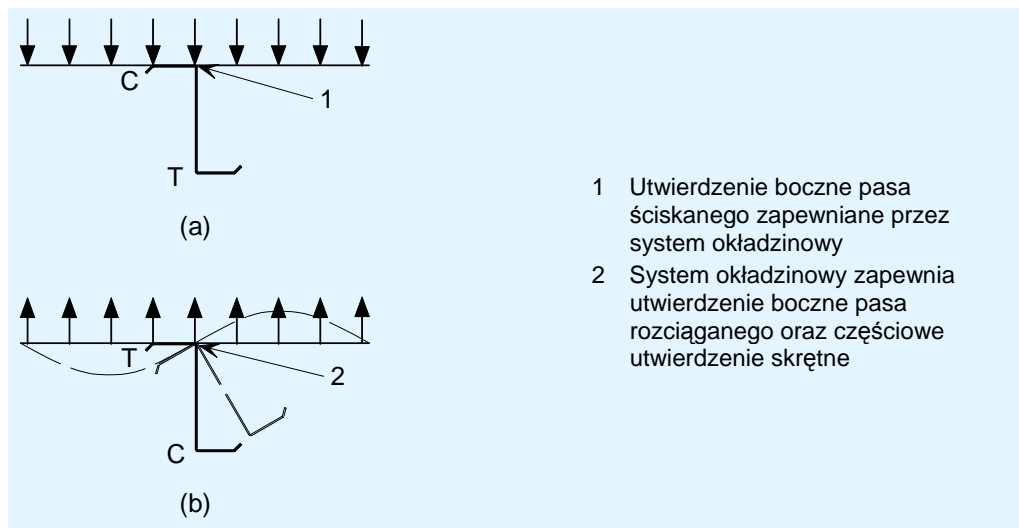 C
1
T
(a)
T
2
C
(b)
1 Utwierdzenie boczne pasa
ściskanego zapewniane przez
system okładzinowy
2 System okładzinowy zapewnia
utwierdzenie boczne pasa
rozciąganego oraz częściowe
utwierdzenie skrętne